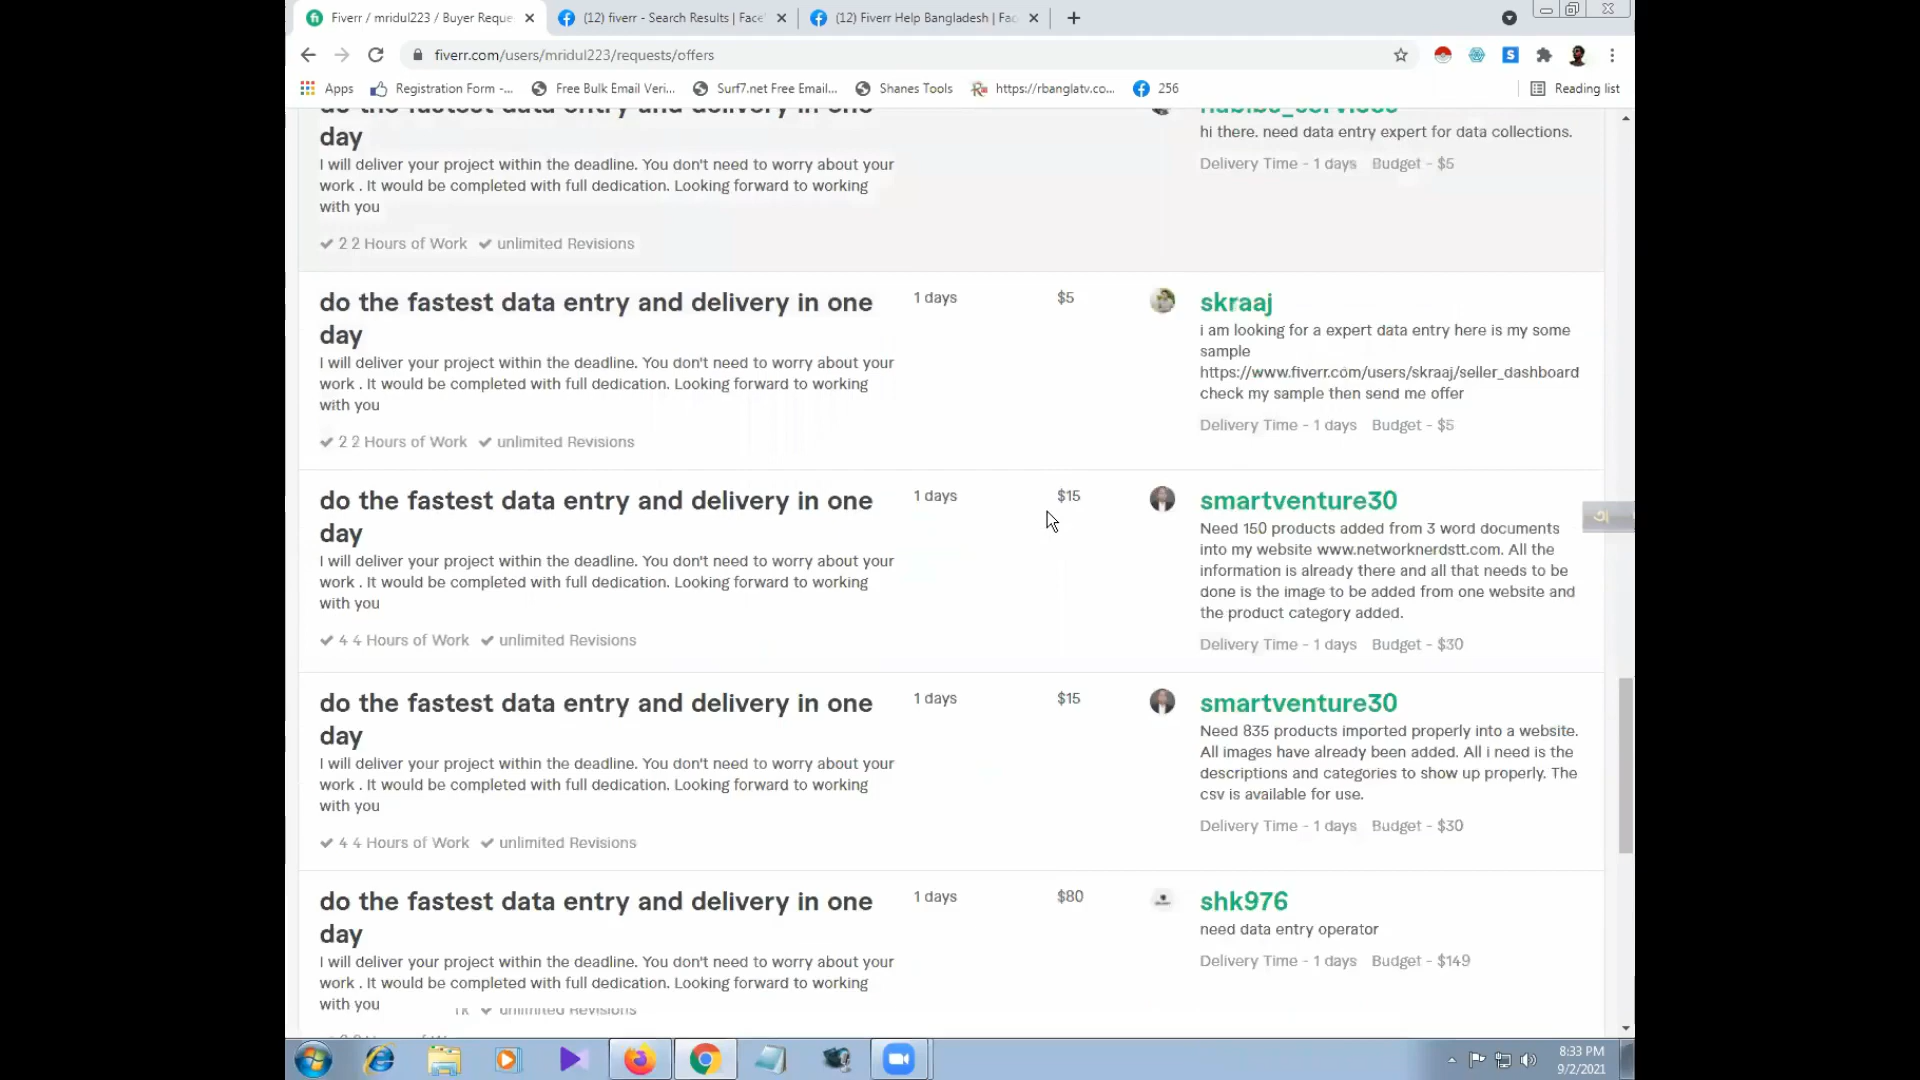 Fiverr / mridul223 / Buyer Reque
(12) fiverr - Search Results | Face
(12) Fiverr Help Bangladesh | Fac
fiverr.com/users/mridul223/requests/offers
Apps
Registration Form -...
Free Bulk Email Veri...
Surf7.net Free Email...
Shanes Tools
https://rbanglatv.co...
256
Reading list
do the fastest data entry and delivery in one
day
I will deliver your project within the deadline. You don't need to worry about your
work . It would be completed with full dedication. Looking forward to working
with you
2 2 Hours of Work unlimited Revisions
hi there. need data entry expert for data collections.
Delivery Time - 1 days Budget - $5
do the fastest data entry and delivery in one
day
I will deliver your project within the deadline. You don't need to worry about your
work . It would be completed with full dedication. Looking forward to working
with you
2 2 Hours of Work unlimited Revisions
1 days
$5
skraaj
i am looking for a expert data entry here is my some
sample
https://www.fiverr.com/users/skraaj/seller_dashboard
check my sample then send me offer
Delivery Time - 1 days Budget - $5
do the fastest data entry and delivery in one
day
I will deliver your project within the deadline. You don't need to worry about your
work . It would be completed with full dedication. Looking forward to working
with you
4 4 Hours of Work unlimited Revisions
1 days
$15
smartventure30
Need 150 products added from 3 word documents
into my website www.networknerdstt.com. All the
information is already there and all that needs to be
done is the image to be added from one website and
the product category added.
Delivery Time - 1 days Budget - $30
অ
do the fastest data entry and delivery in one
day
I will deliver your project within the deadline. You don't need to worry about your
work . It would be completed with full dedication. Looking forward to working
with you
4 4 Hours of Work unlimited Revisions
1 days
$15
smartventure30
Need 835 products imported properly into a website.
All images have already been added. All i need is the
descriptions and categories to show up properly. The
csv is available for use.
Delivery Time - 1 days Budget - $30
do the fastest data entry and delivery in one
day
I will deliver your project within the deadline. You don't need to worry about your
work . It would be completed with full dedication. Looking forward to working
with you
unlimited Revisions
1 days
$80
shk976
need data entry operator
Delivery Time - 1 days Budget - $149
8:33 PM
9/2/2021